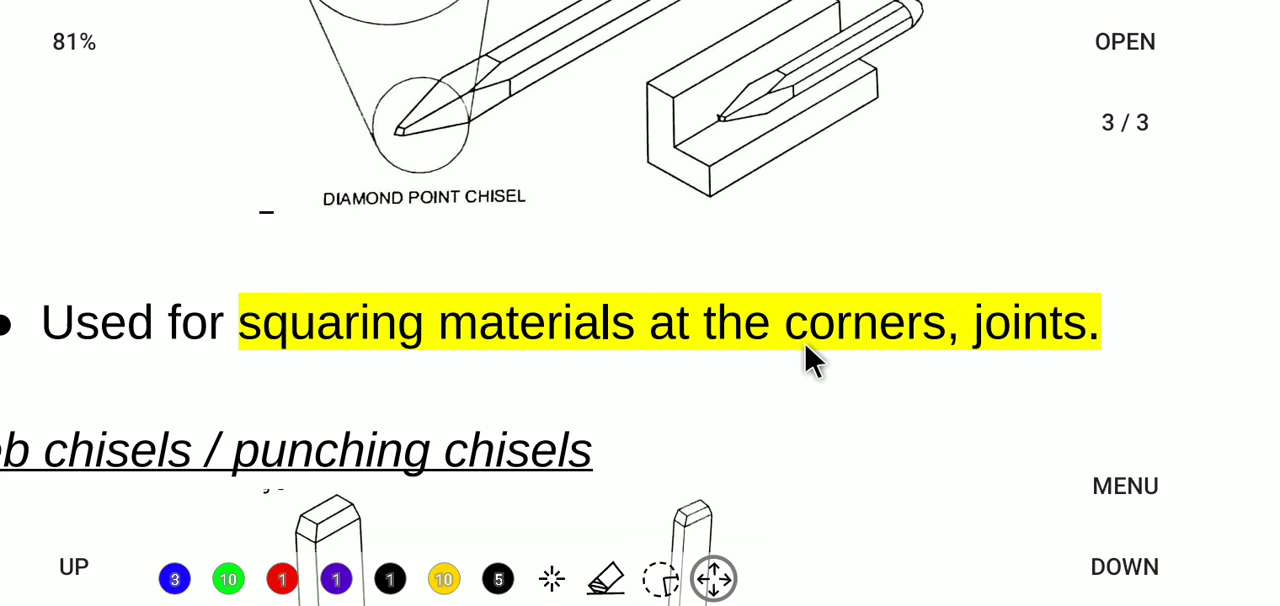 81%
OPEN
3 / 3
DIAMOND POINT CHISEL
● Used for squaring materials at the corners, joints.
eb chisels / punching chisels
MENU
UP
3 10 1 1 1 10 5
DOWN